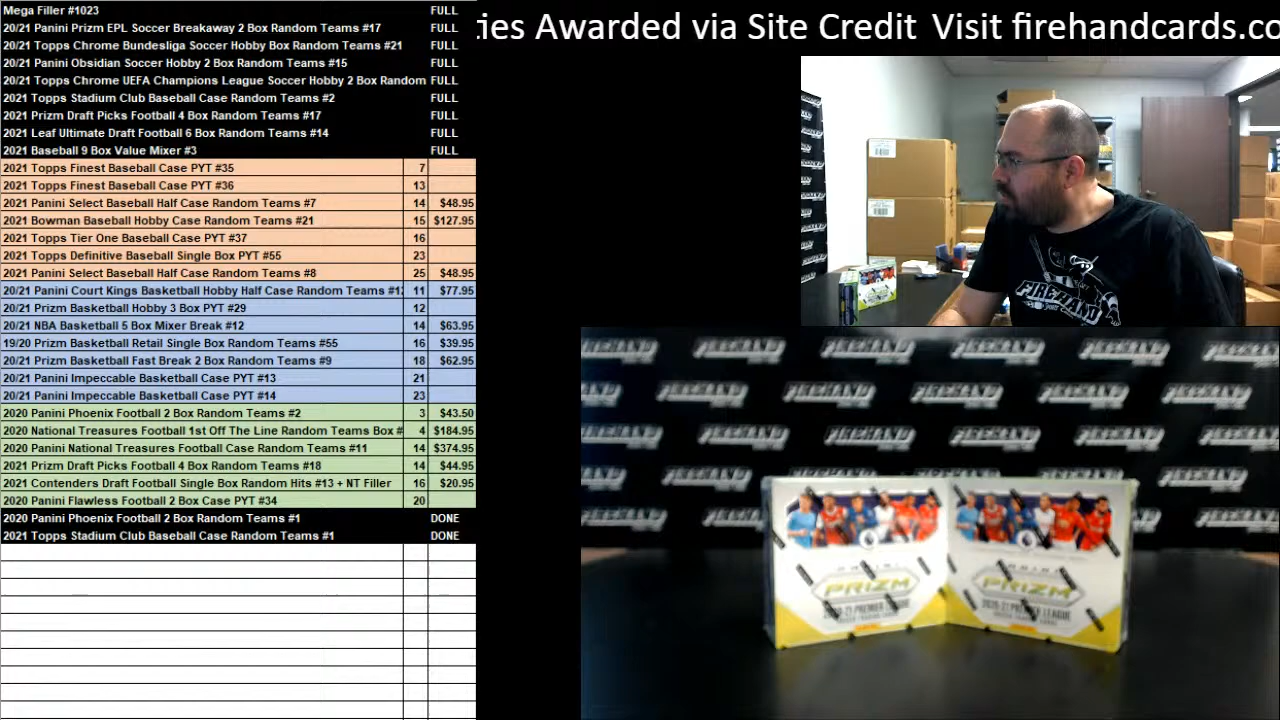 Mega Filler #1023 FULL
20/21 Panini Prizm EPL Soccer Breakaway 2 Box Random Teams #17 FULL
20/21 Topps Chrome Bundesliga Soccer Hobby Box Random Teams #21 FULL
20/21 Panini Obsidian Soccer Hobby 2 Box Random Teams #15 FULL
20/21 Topps Chrome UEFA Champions League Soccer Hobby 2 Box Random FULL
2021 Topps Stadium Club Baseball Case Random Teams #2 FULL
2021 Prizm Draft Picks Football 4 Box Random Teams #17 FULL
2021 Leaf Ultimate Draft Football 6 Box Random Teams #14 FULL
2021 Baseball 9 Box Value Mixer #3 FULL
2021 Topps Finest Baseball Case PYT #35 7
2021 Topps Finest Baseball Case PYT #36 13
2021 Panini Select Baseball Half Case Random Teams #7 14 $48.95
2021 Bowman Baseball Hobby Case Random Teams #21 15 $127.95
2021 Topps Tier One Baseball Case PYT #37 16
2021 Topps Definitive Baseball Single Box PYT #55 23
2021 Panini Select Baseball Half Case Random Teams #8 25 $48.95
20/21 Panini Court Kings Basketball Hobby Half Case Random Teams #12 11 $77.95
20/21 Prizm Basketball Hobby 3 Box PYT #29 12
20/21 NBA Basketball 5 Box Mixer Break #12 14 $63.95
19/20 Prizm Basketball Retail Single Box Random Teams #55 16 $39.95
20/21 Prizm Basketball Fast Break 2 Box Random Teams #9 18 $62.95
20/21 Panini Impeccable Basketball Case PYT #13 21
20/21 Panini Impeccable Basketball Case PYT #14 23
2020 Panini Phoenix Football 2 Box Random Teams #2 3 $43.50
2020 National Treasures Football 1st Off The Line Random Teams Box # 4 $184.95
2020 Panini National Treasures Football Case Random Teams #11 14 $374.95
2021 Prizm Draft Picks Football 4 Box Random Teams #18 14 $44.95
2021 Contenders Draft Football Single Box Random Hits #13 + NT Filler 16 $20.95
2020 Panini Flawless Football 2 Box Case PYT #34 20
2020 Panini Phoenix Football 2 Box Random Teams #1 DONE
2021 Topps Stadium Club Baseball Case Random Teams #1 DONE
ies Awarded via Site Credit Visit firehandcards.co
FIREHAND
FIREHAND
PANINI
PRIZM
2020-21 PREMIER LEAGUE
PANINI
PRIZM
2020-21 PREMIER LEAGUE